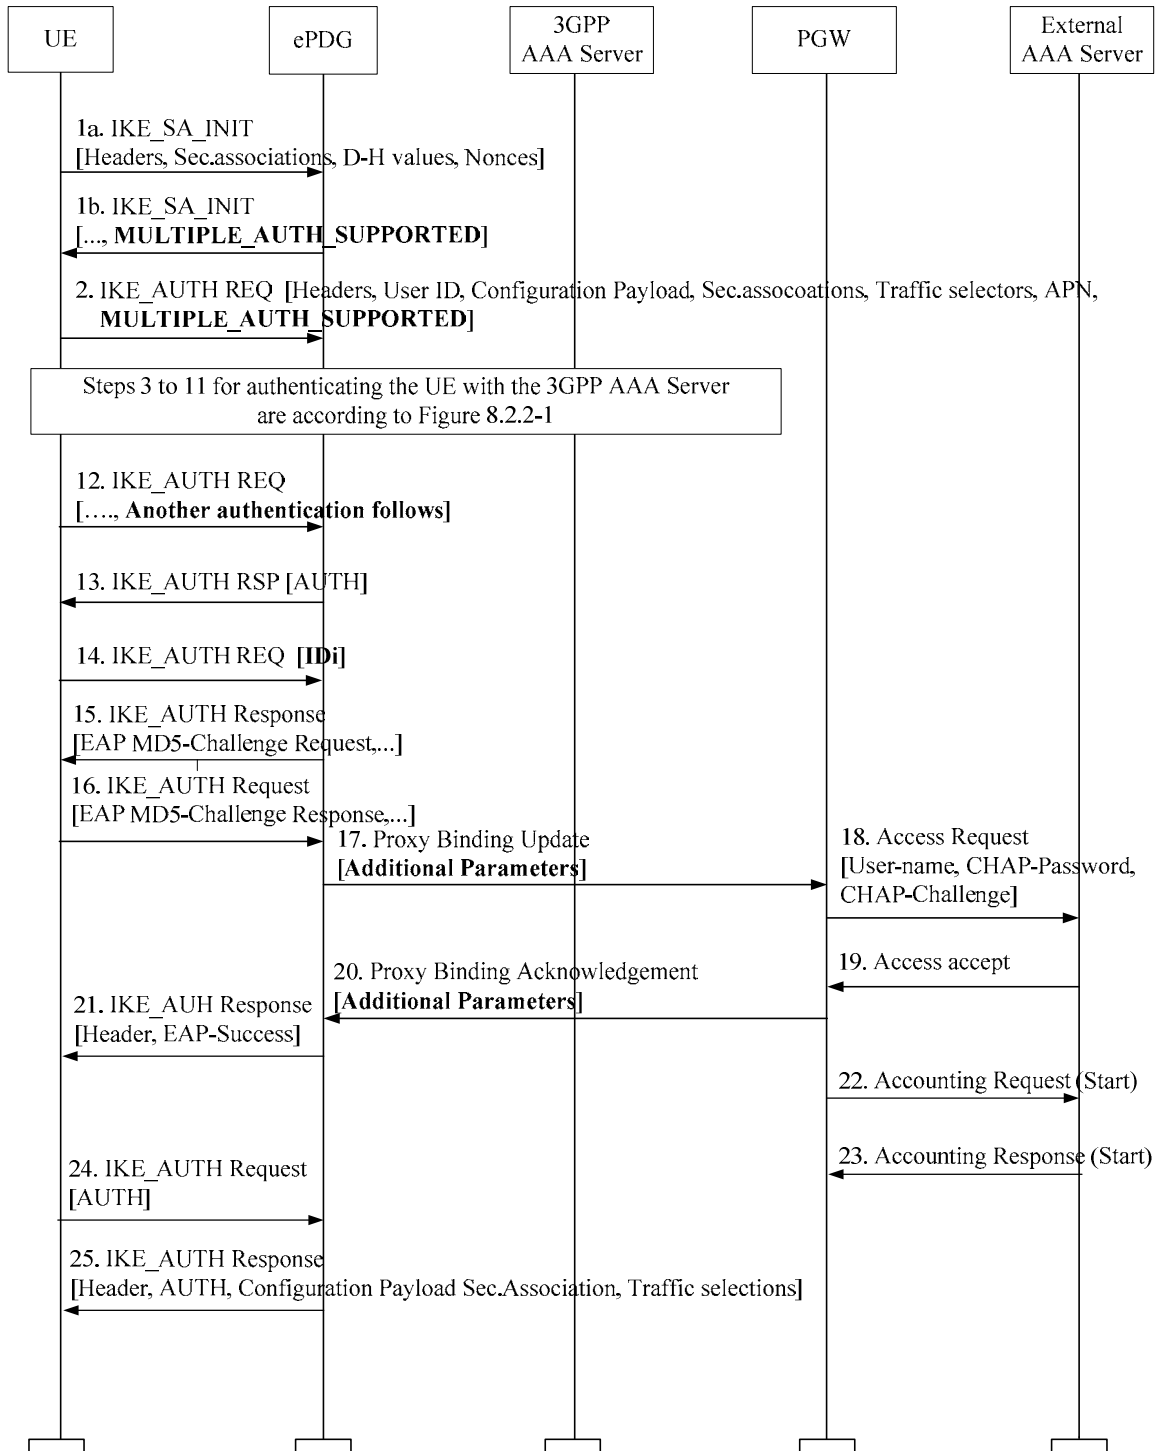 UE
ePDG
3GPP
AAA Server
PGW
External
AAA Server
1a. IKE_SA_INIT
[Headers, Sec.associations, D-H values, Nonces]
1b. IKE_SA_INIT
[..., MULTIPLE_AUTH_SUPPORTED]
2. IKE_AUTH REQ [Headers, User ID, Configuration Payload, Sec.assocoations, Traffic selectors, APN,
MULTIPLE_AUTH_SUPPORTED]
Steps 3 to 11 for authenticating the UE with the 3GPP AAA Server
are according to Figure 8.2.2-1
12. IKE_AUTH REQ
[...., Another authentication follows]
13. IKE_AUTH RSP [AUTH]
14. IKE_AUTH REQ [IDi]
15. IKE_AUTH Response
[EAP MD5-Challenge Request,...]
16. IKE_AUTH Request
[EAP MD5-Challenge Response,...]
17. Proxy Binding Update
[Additional Parameters]
18. Access Request
[User-name, CHAP-Password,
CHAP-Challenge]
19. Access accept
20. Proxy Binding Acknowledgement
[Additional Parameters]
21. IKE_AUH Response
[Header, EAP-Success]
22. Accounting Request (Start)
23. Accounting Response (Start)
24. IKE_AUTH Request
[AUTH]
25. IKE_AUTH Response
[Header, AUTH, Configuration Payload Sec.Association, Traffic selections]